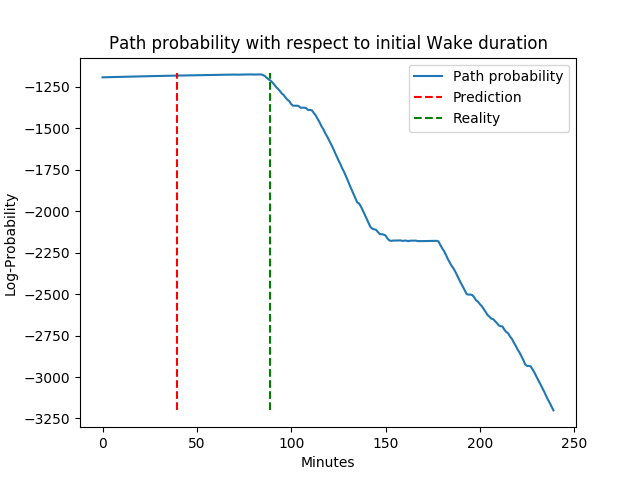 Path probability with respect to initial Wake duration
Path probability
Prediction
Reality
−1250
−1500
−1750
−2000
−2250
−2500
−2750
−3000
−3250
Log-Probability
0
50
100
150
200
250
Minutes